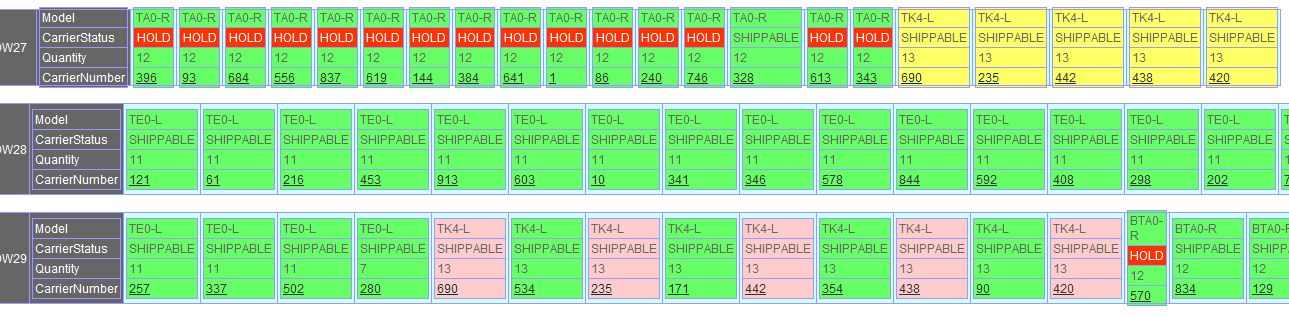 Model TA0-R TA0-R TA0-R TA0-R TA0-R TA0-R TA0-R TA0-R TA0-R TA0-R TA0-R TA0-R TA0-R TA0-R TA0-R TA0-R TK4-L TK4-L TK4-L TK4-L TK4-L
OW27 CarrierStatus HOLD HOLD HOLD HOLD HOLD HOLD HOLD HOLD HOLD HOLD HOLD HOLD HOLD SHIPPABLE HOLD HOLD SHIPPABLE SHIPPABLE SHIPPABLE SHIPPABLE SHIPPABLE
Quantity 12 12 12 12 12 12 12 12 12 12 12 12 12 12 12 12 13 13 13 13 13
CarrierNumber 396 93 684 556 837 619 144 384 641 1 86 240 746 328 613 343 690 235 442 438 420
Model TE0-L TE0-L TE0-L TE0-L TE0-L TE0-L TE0-L TE0-L TE0-L TE0-L TE0-L TE0-L TE0-L TE0-L TE0-L
OW28 CarrierStatus SHIPPABLE SHIPPABLE SHIPPABLE SHIPPABLE SHIPPABLE SHIPPABLE SHIPPABLE SHIPPABLE SHIPPABLE SHIPPABLE SHIPPABLE SHIPPABLE SHIPPABLE SHIPPABLE SHIPPABLE
Quantity 11 11 11 11 11 11 11 11 11 11 11 11 11 11 11
CarrierNumber 121 61 216 453 913 603 10 341 346 578 844 592 408 298 202
Model TE0-L TE0-L TE0-L TE0-L TK4-L TK4-L TK4-L TK4-L TK4-L TK4-L TK4-L TK4-L TK4-L BTA0-R BTA0-R BTA0-R
OW29 CarrierStatus SHIPPABLE SHIPPABLE SHIPPABLE SHIPPABLE SHIPPABLE SHIPPABLE SHIPPABLE SHIPPABLE SHIPPABLE SHIPPABLE SHIPPABLE SHIPPABLE SHIPPABLE HOLD SHIPPABLE SHIPP
Quantity 11 11 11 7 13 13 13 13 13 13 13 13 13 12 12 12
CarrierNumber 257 337 502 280 690 534 235 171 442 354 438 90 420 570 834 129